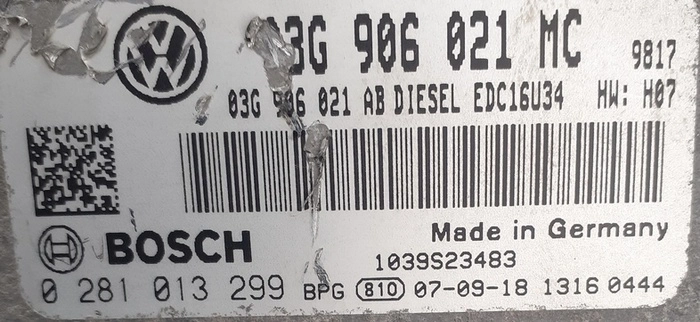 03G 906 021 MC 9817
03G 906 021 AB DIESEL EDC16U34 HW: H07
Made in Germany
BOSCH
1039S23483
0 281 013 299 BPG 810 07-09-18 1316 0444